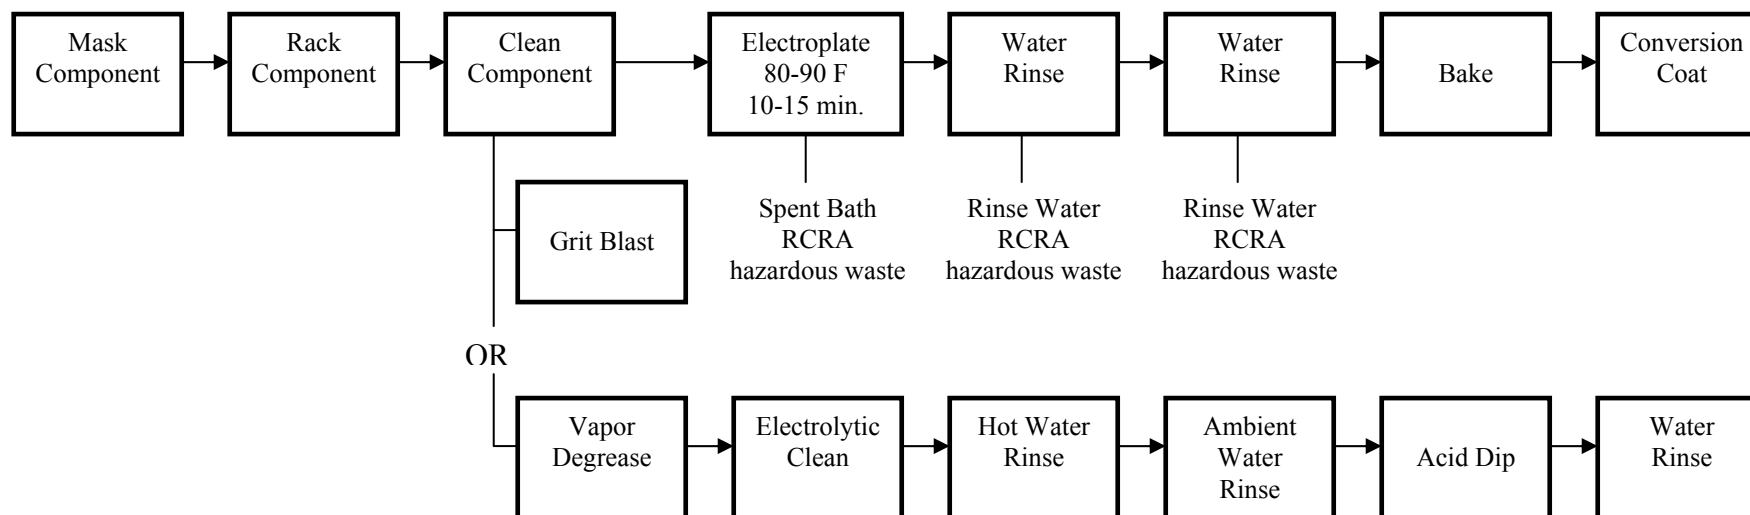 Mask
Component
Rack
Component
Clean
Component
Electroplate
80-90 F
10-15 min.
Water
Rinse
Water
Rinse
Bake
Conversion
Coat
Grit Blast
Spent Bath
RCRA
hazardous waste
Rinse Water
RCRA
hazardous waste
Rinse Water
RCRA
hazardous waste
OR
Vapor
Degrease
Electrolytic
Clean
Hot Water
Rinse
Ambient
Water
Rinse
Acid Dip
Water
Rinse